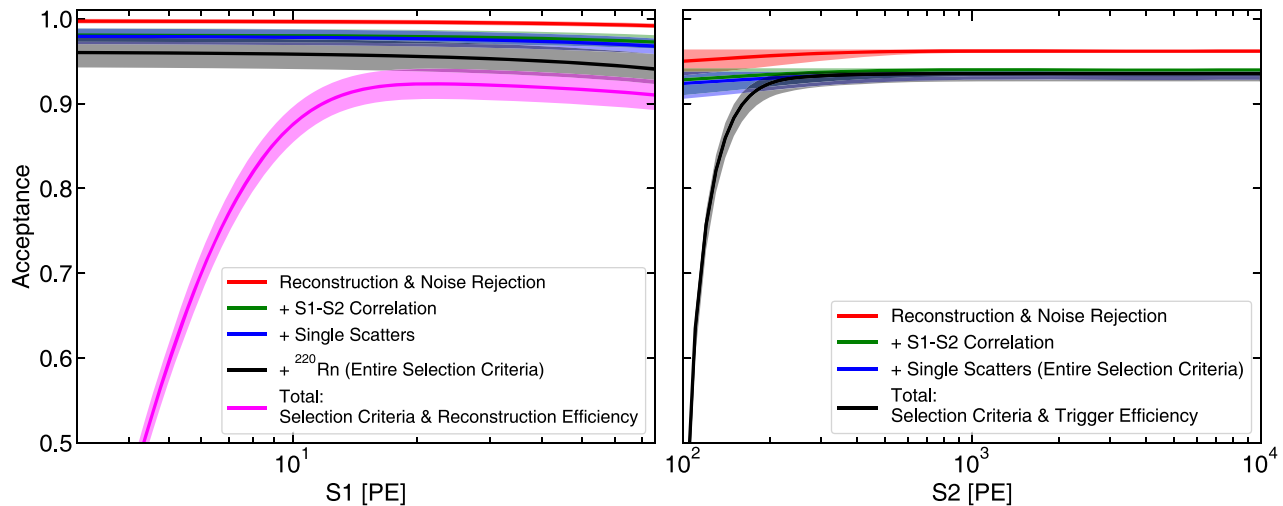 Acceptance
1.0
0.9
0.8
0.7
0.6
0.5
Reconstruction & Noise Rejection
+ S1-S2 Correlation
+ Single Scatters
+ ²²⁰Rn (Entire Selection Criteria)
Total:
Selection Criteria & Reconstruction Efficiency
10¹
S1 [PE]
Reconstruction & Noise Rejection
+ S1-S2 Correlation
+ Single Scatters (Entire Selection Criteria)
Total:
Selection Criteria & Trigger Efficiency
10² 10³ 10⁴
S2 [PE]